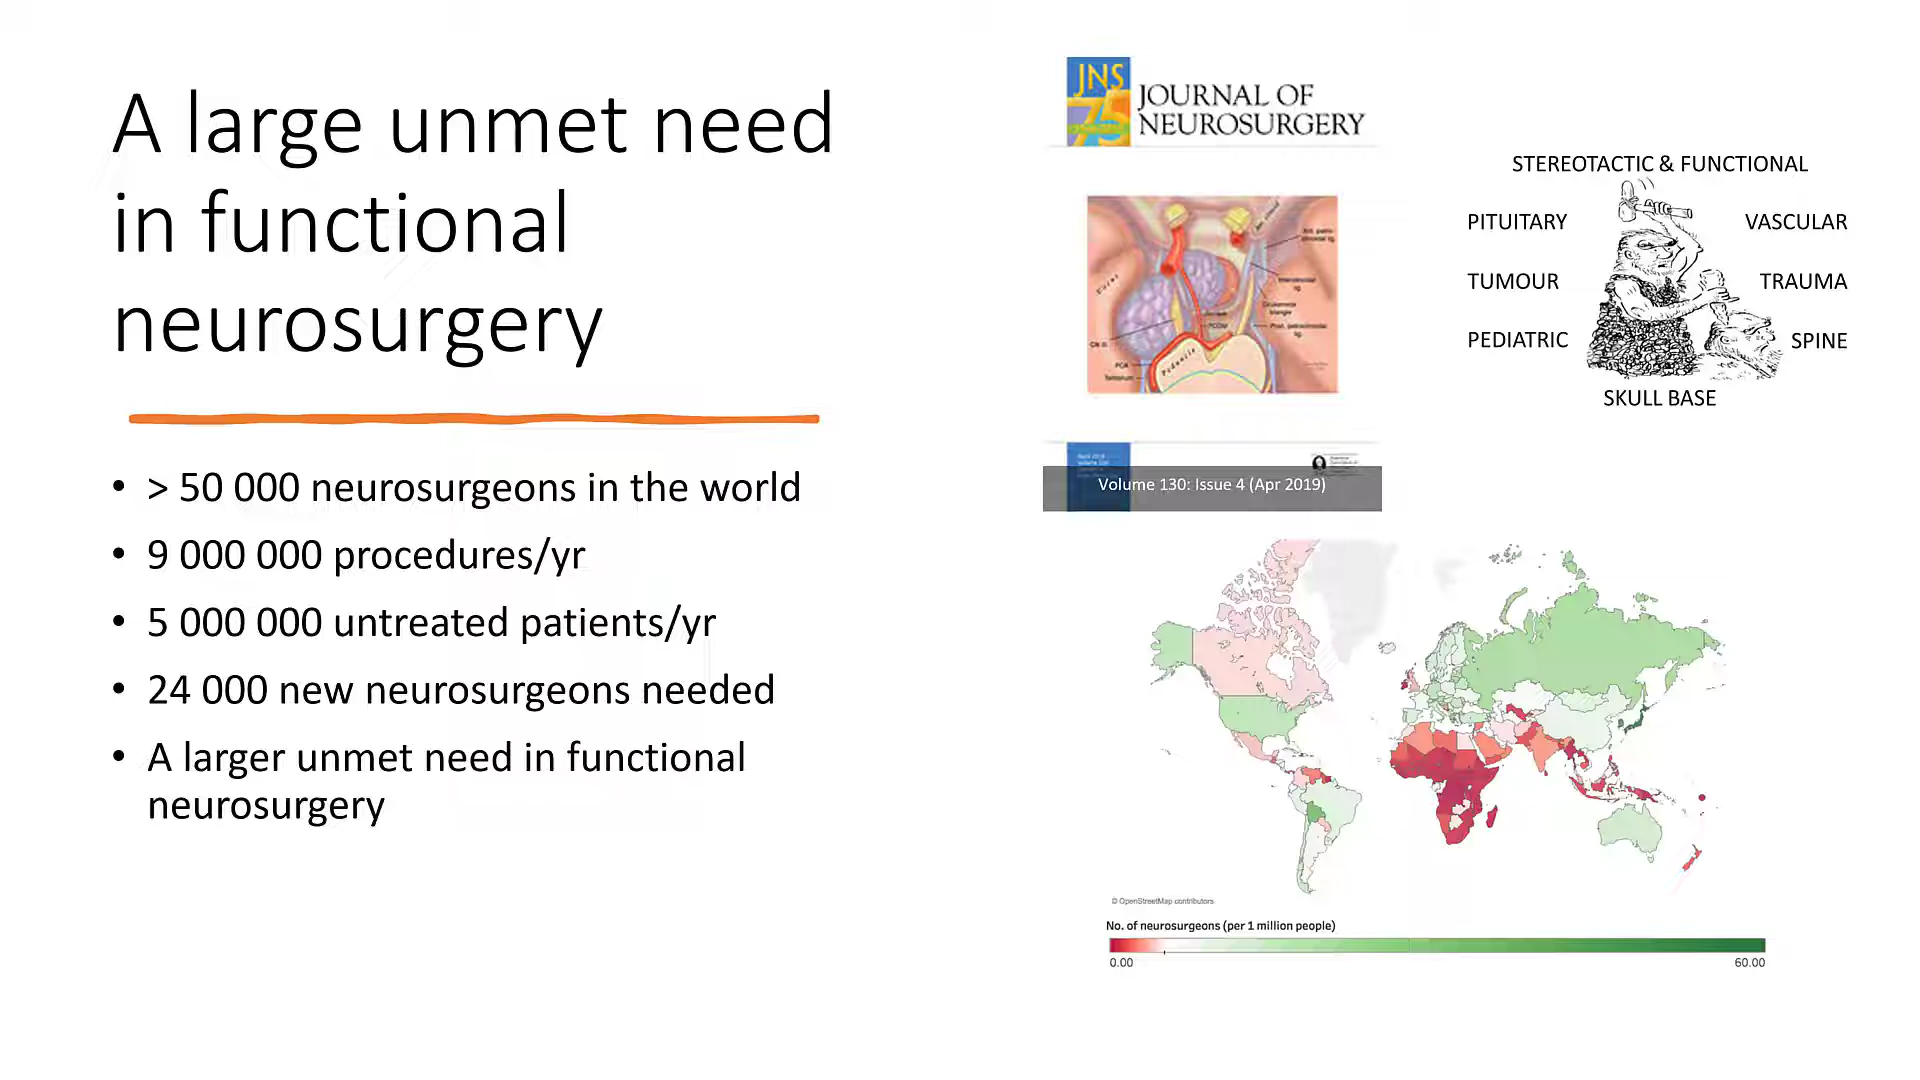 A large unmet need
in functional
neurosurgery
• > 50 000 neurosurgeons in the world
• 9 000 000 procedures/yr
• 5 000 000 untreated patients/yr
• 24 000 new neurosurgeons needed
• A larger unmet need in functional
neurosurgery
JNS
75
JOURNAL OF
NEUROSURGERY
Peduncle
Volume 130: Issue 4 (Apr 2019)
STEREOTACTIC & FUNCTIONAL
PITUITARY
VASCULAR
TUMOUR
TRAUMA
PEDIATRIC
SPINE
SKULL BASE
© OpenStreetMap contributors
No. of neurosurgeons (per 1 million people)
0.00
60.00